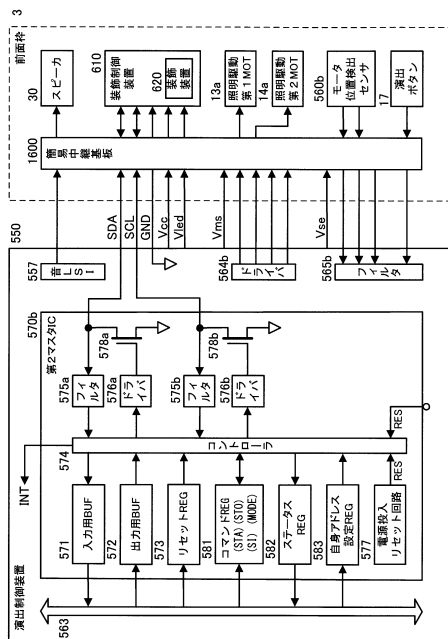 3
前面枠
610
30
スピーカ
装飾制御
装置
620
装飾
装置
13a
照明駆動
第1MOT
14a
照明駆動
第2MOT
560b
モータ
位置検出
センサ
17
演出
ボタン
1600
簡易中継基板
550
SDA
SCL
GND
Vcc
Vled
Vms
Vse
557
音LSI
564b
ドライバ
565b
フィルタ
570b
第2マスタIC
575a
フィルタ
576a
ドライバ
578a
575b
フィルタ
576b
ドライバ
578b
574
コントローラ
INT
RES
RES
571
入力用BUF
572
出力用BUF
573
リセットREG
581
コマンドREG
(STA)(STO)
(SI)(MODE)
582
ステータス
REG
583
自身アドレス
設定REG
577
電源投入
リセット回路
演出制御装置
563